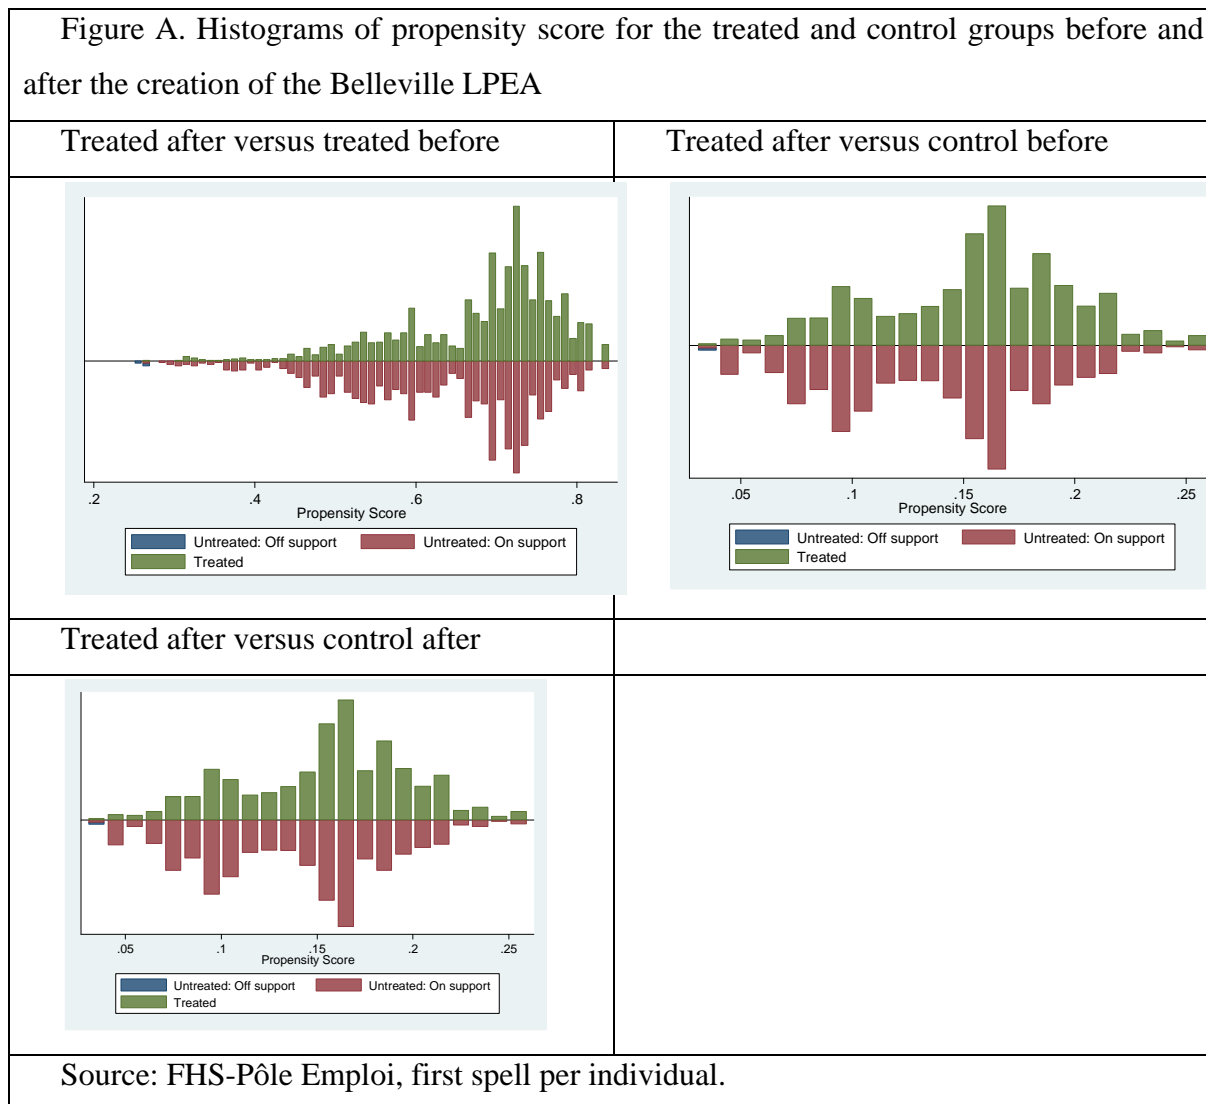 Figure A. Histograms of propensity score for the treated and control groups before and
after the creation of the Belleville LPEA
Treated after versus treated before
Treated after versus control before
.2 .4 .6 .8
Propensity Score
Untreated: Off support Untreated: On support
Treated
.05 .1 .15 .2 .25
Propensity Score
Untreated: Off support Untreated: On support
Treated
Treated after versus control after
.05 .1 .15 .2 .25
Propensity Score
Untreated: Off support Untreated: On support
Treated
Source: FHS-Pôle Emploi, first spell per individual.